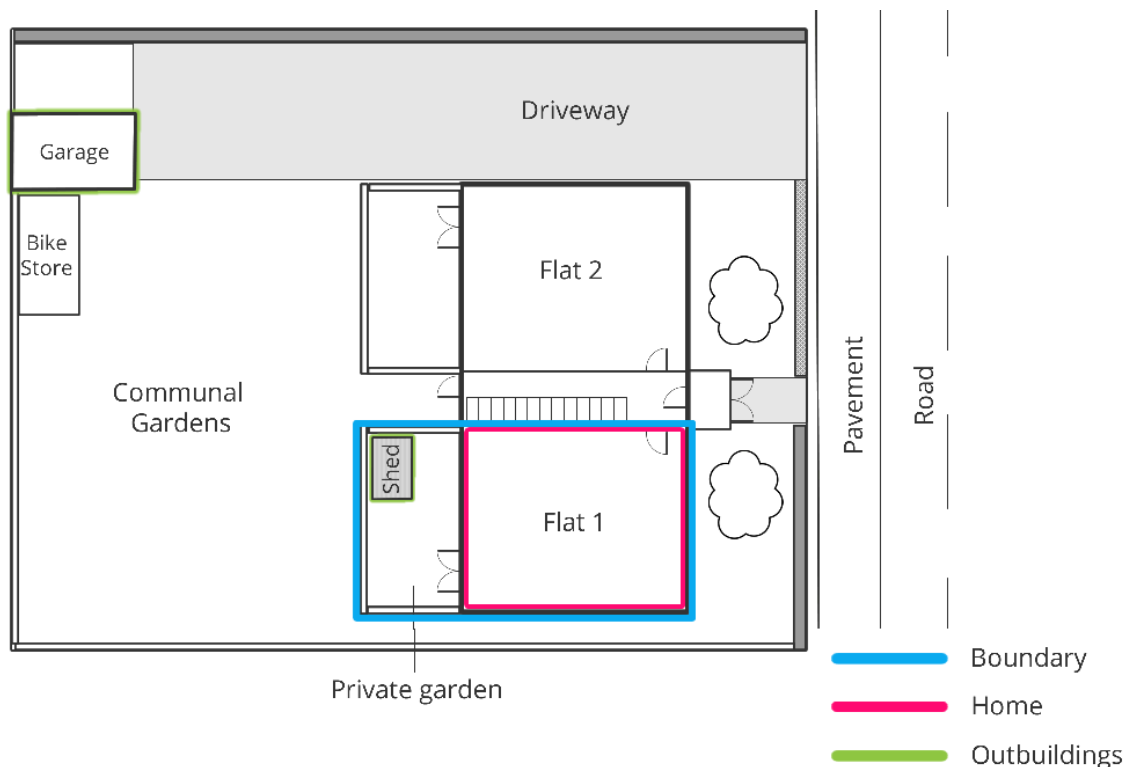 Driveway
Garage
Bike
Store
Flat 2
Communal
Gardens
Pavement
Road
Shed
Flat 1
Private garden
Boundary
Home
Outbuildings